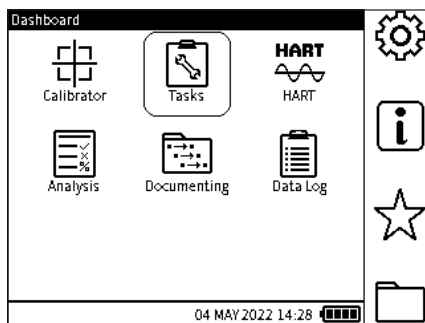 Dashboard
HART
Calibrator Tasks HART
Analysis Documenting Data Log
04 MAY 2022 14:28